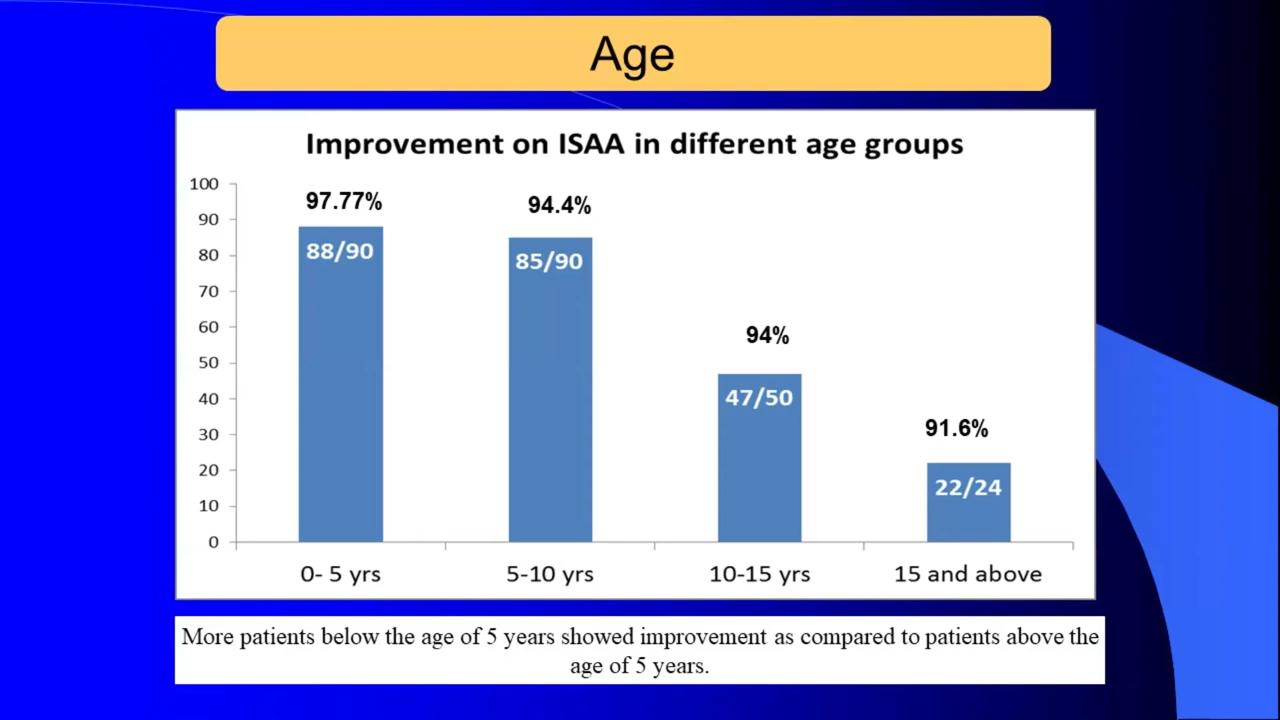 Age
Improvement on ISAA in different age groups
100
90
80
70
60
50
40
30
20
10
0
97.77%
88/90
94.4%
85/90
94%
47/50
91.6%
22/24
0- 5 yrs
5-10 yrs
10-15 yrs
15 and above
More patients below the age of 5 years showed improvement as compared to patients above the
age of 5 years.